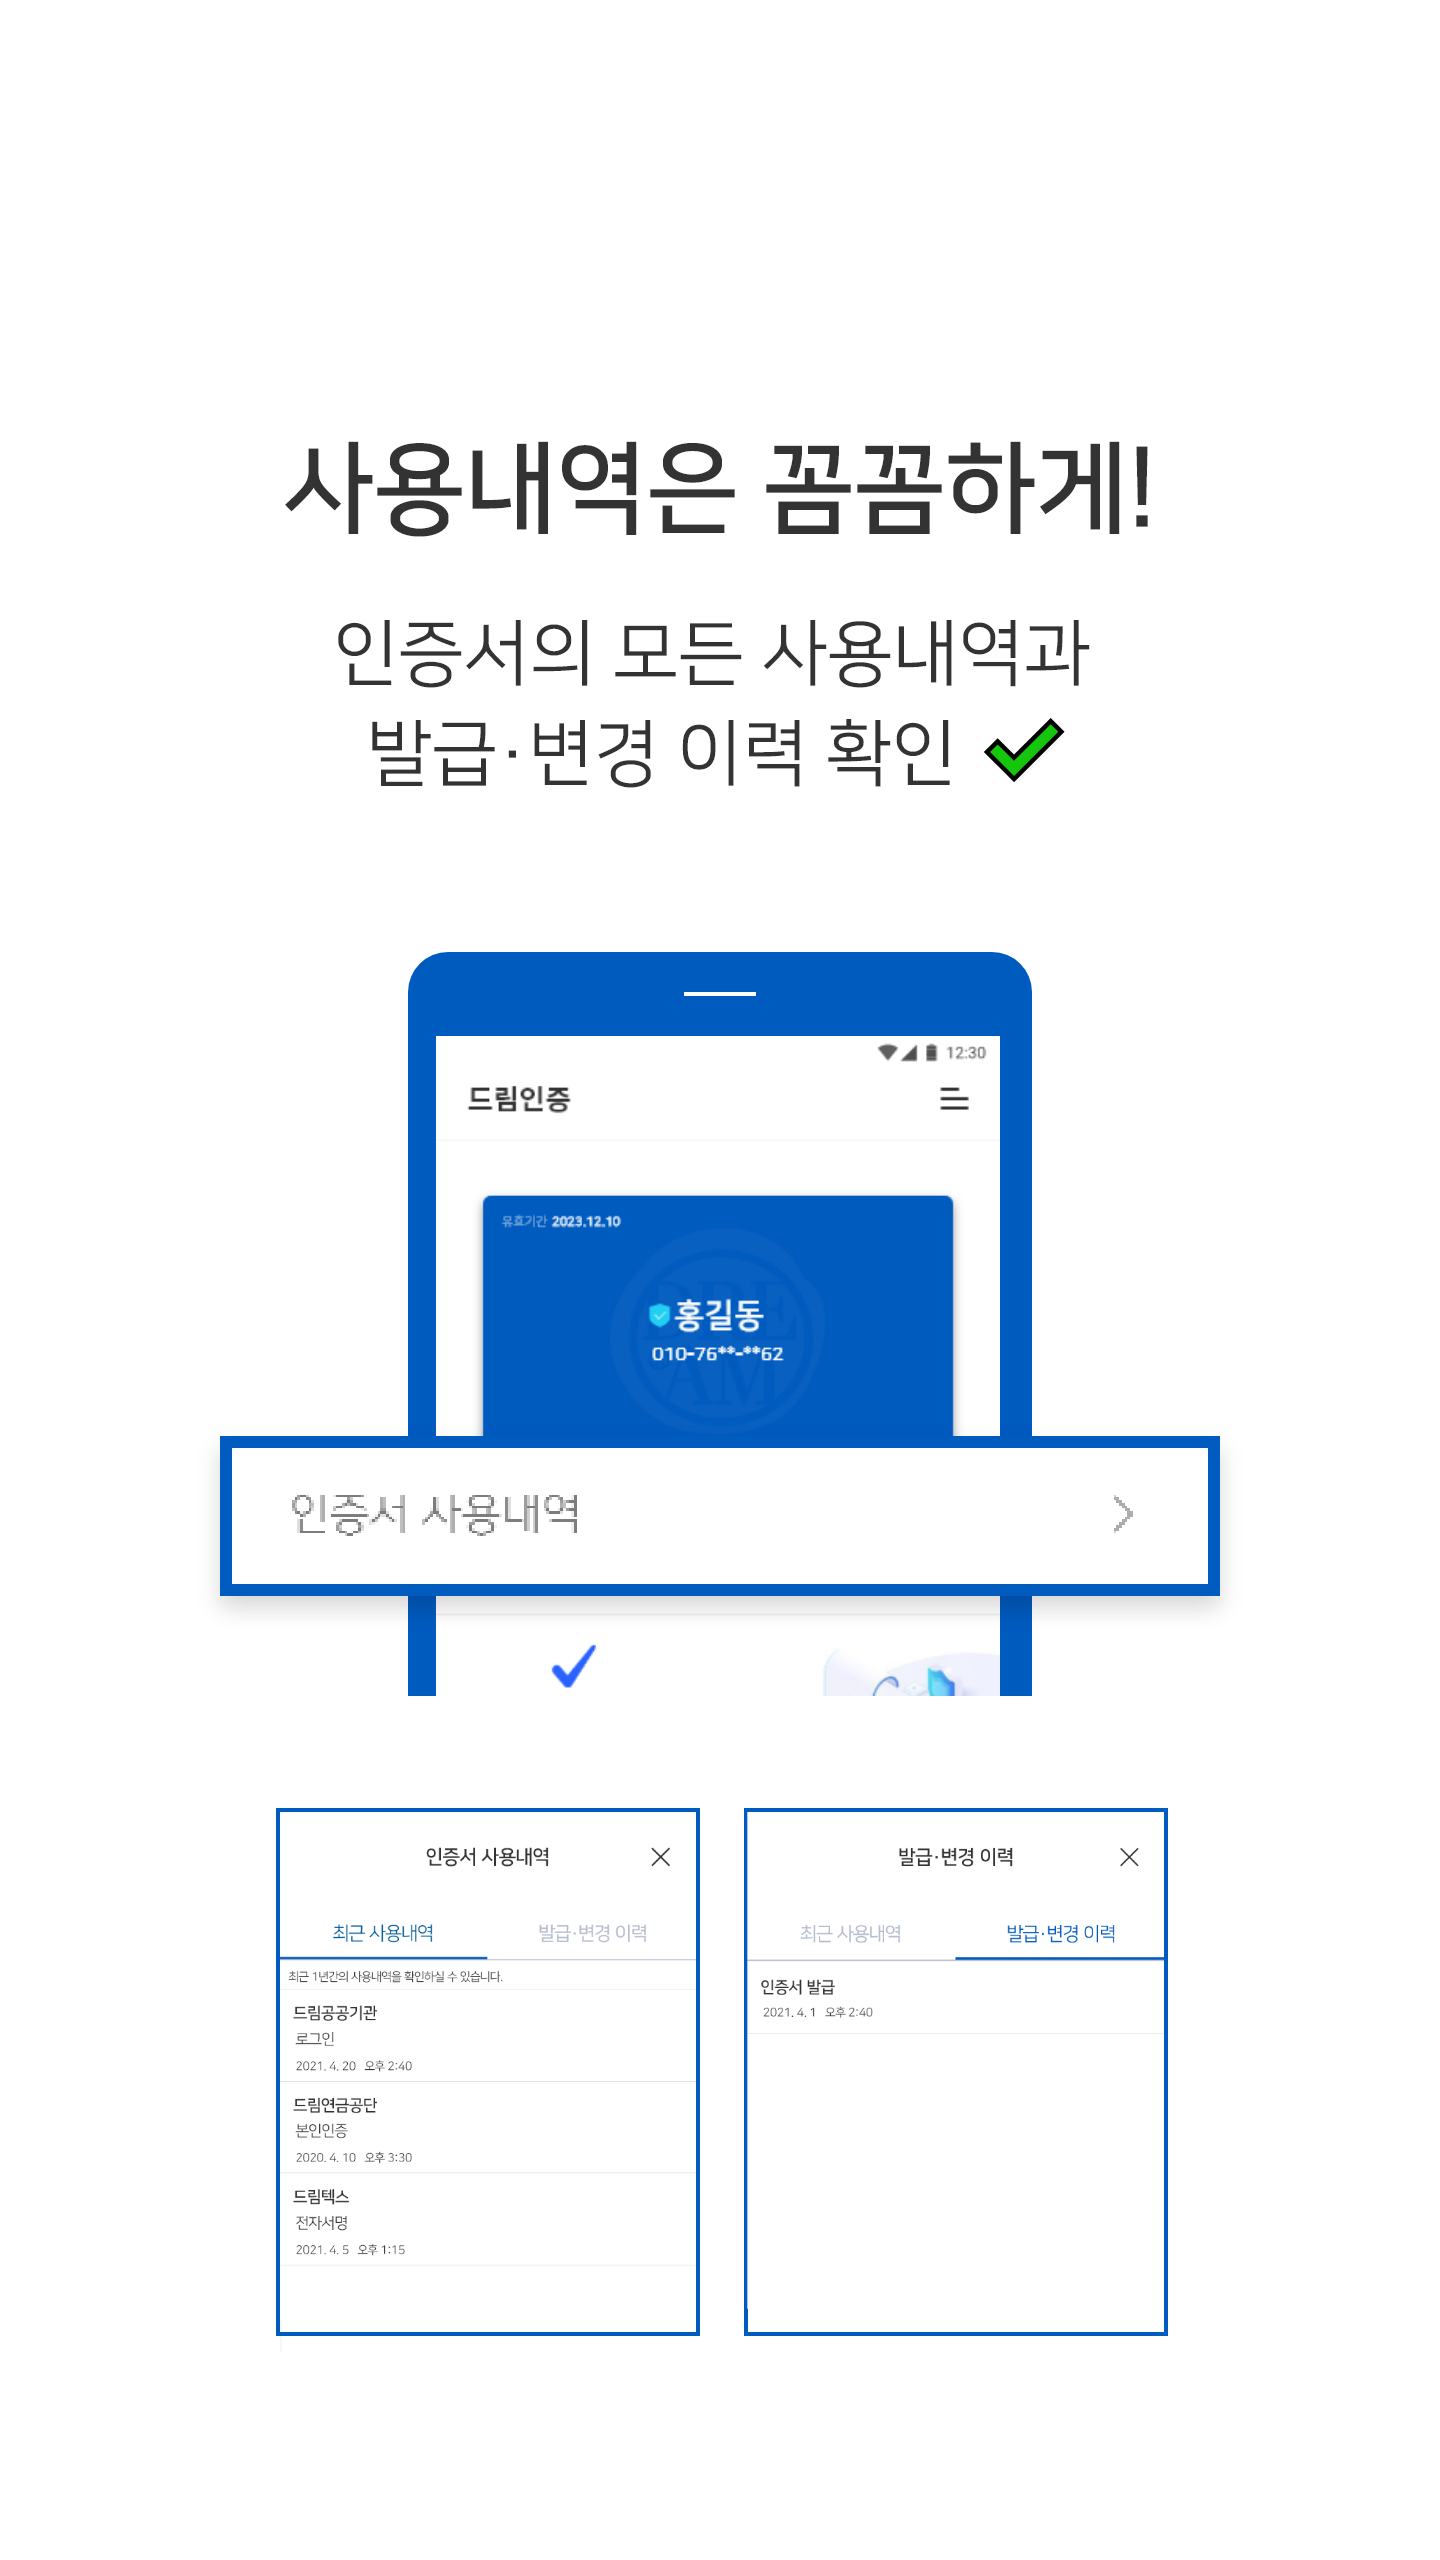 사용내역은 꼼꼼하게!
인증서의 모든 사용내역과
발급·변경 이력 확인
12:30
드림인증
유효기간 2023.12.10
DRE
AM
홍길동
010-76**-**62
인증서 사용내역
인증서 사용내역
최근 사용내역 발급·변경 이력
최근 1년간의 사용내역을 확인하실 수 있습니다.
드림공공기관
로그인
2021. 4. 20 오후 2:40
드림연금공단
본인인증
2020. 4. 10 오후 3:30
드림텍스
전자서명
2021. 4. 5 오후 1:15
발급·변경 이력
최근 사용내역 발급·변경 이력
인증서 발급
2021. 4. 1 오후 2:40